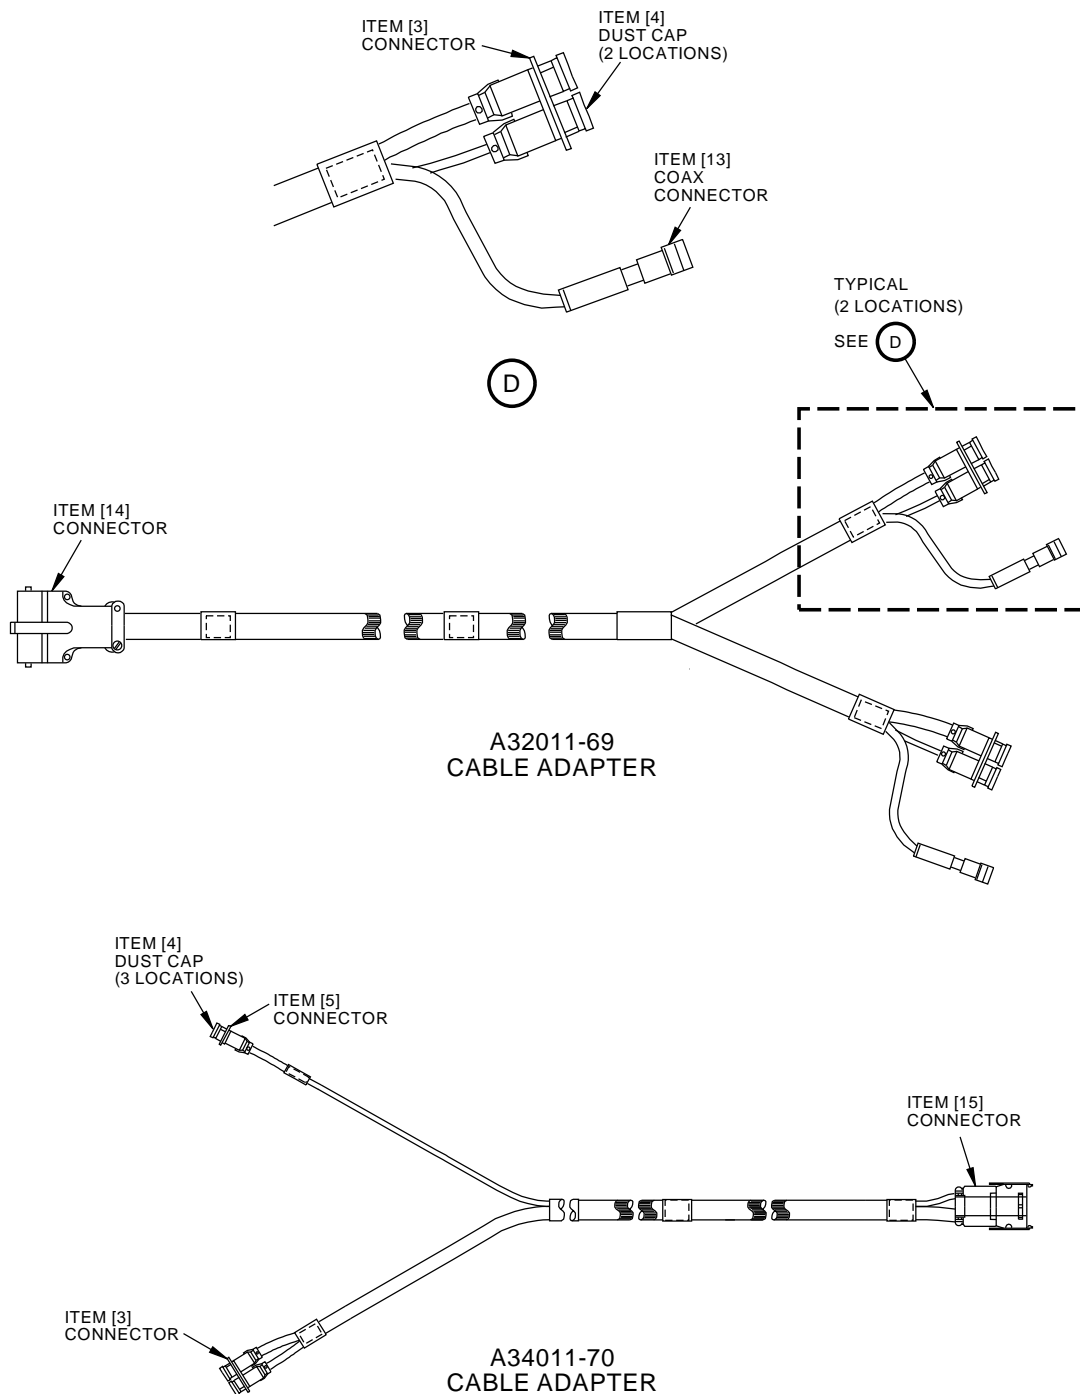 ITEM [3]
CONNECTOR
ITEM [4]
DUST CAP
(2 LOCATIONS)
ITEM [13]
COAX
CONNECTOR
TYPICAL
(2 LOCATIONS)
SEE D
D
ITEM [14]
CONNECTOR
A32011-69
CABLE ADAPTER
ITEM [4]
DUST CAP
(3 LOCATIONS)
ITEM [5]
CONNECTOR
ITEM [15]
CONNECTOR
ITEM [3]
CONNECTOR
A34011-70
CABLE ADAPTER